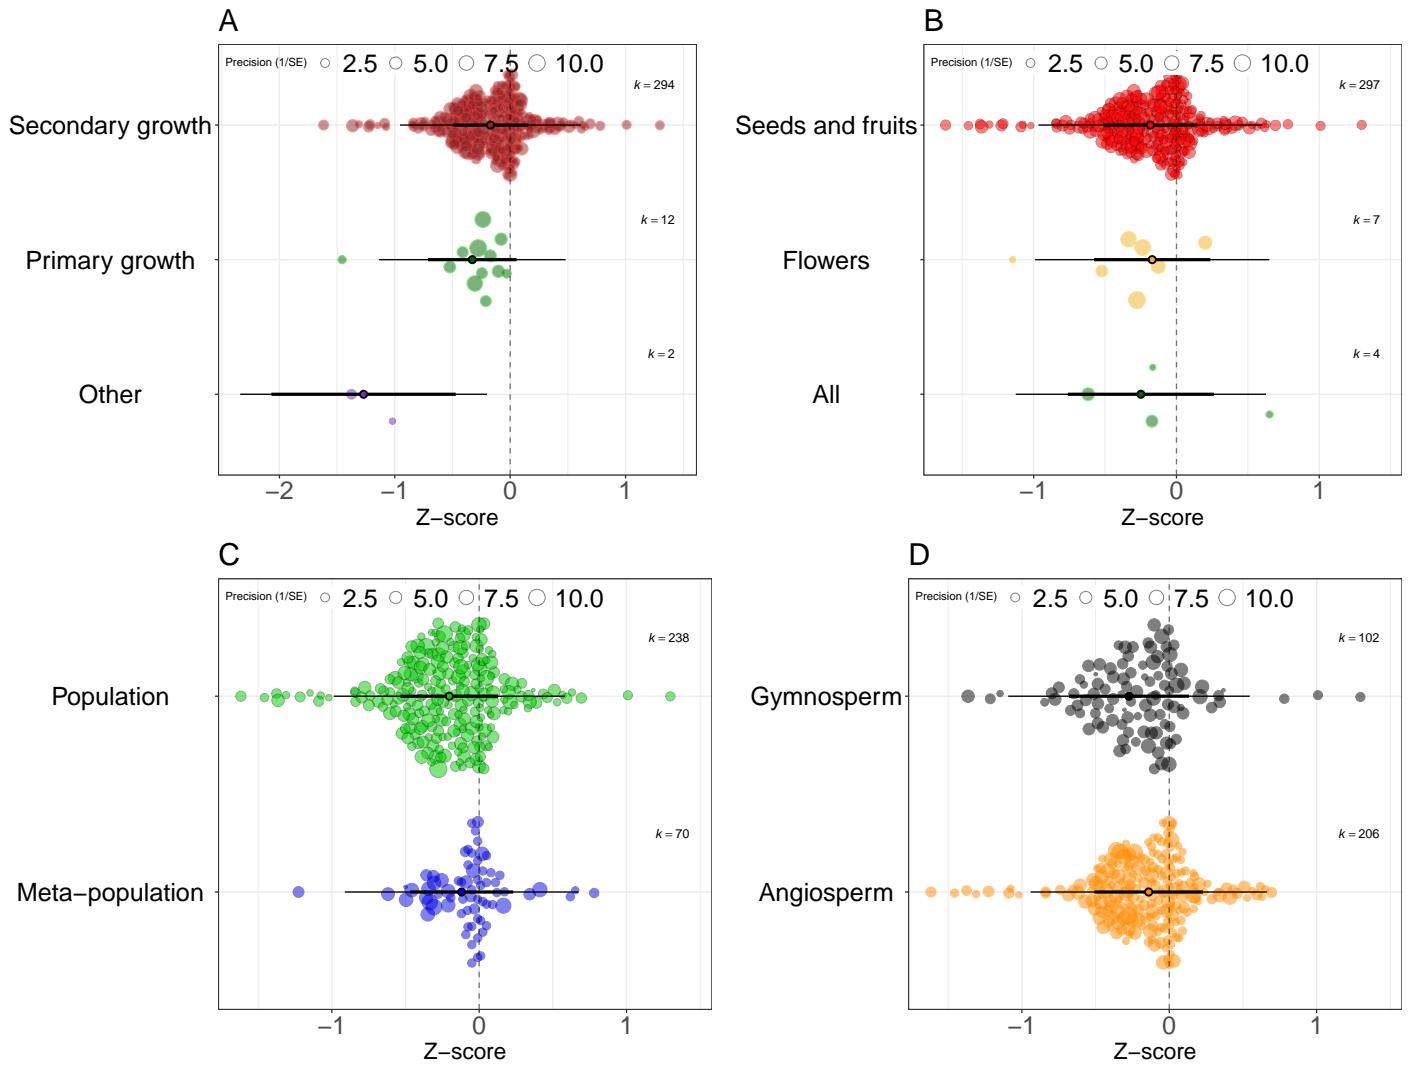 A
Precision (1/SE) 2.5 5.0 7.5 10.0
k = 294
Secondary growth
k = 12
Primary growth
k = 2
Other
−2 −1 0 1
Z−score
B
Precision (1/SE) 2.5 5.0 7.5 10.0
k = 297
Seeds and fruits
k = 7
Flowers
k = 4
All
−1 0 1
Z−score
C
Precision (1/SE) 2.5 5.0 7.5 10.0
k = 238
Population
k = 70
Meta−population
−1 0 1
Z−score
D
Precision (1/SE) 2.5 5.0 7.5 10.0
k = 102
Gymnosperm
k = 206
Angiosperm
−1 0 1
Z−score